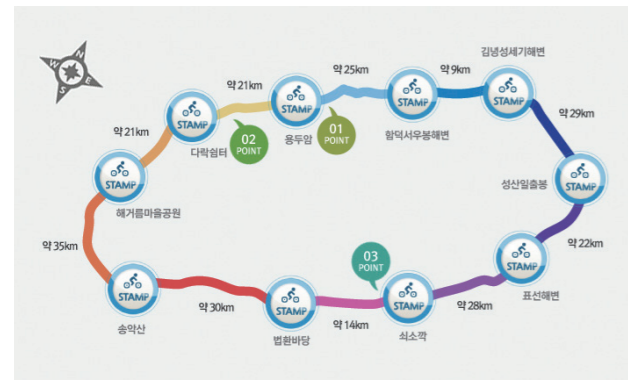 N
E
S
W
약 21km
약 25km
약 9km
김녕성세기해변
STAMP
STAMP
STAMP
STAMP
약 29km
약 21km
다락쉼터
02
POINT
용두암
01
POINT
함덕서우봉해변
STAMP
해거름마을공원
성산일출봉
STAMP
약 35km
03
POINT
약 22km
STAMP
표선해변
STAMP
송악산
약 30km
STAMP
법환바당
약 14km
STAMP
쇠소깍
약 28km